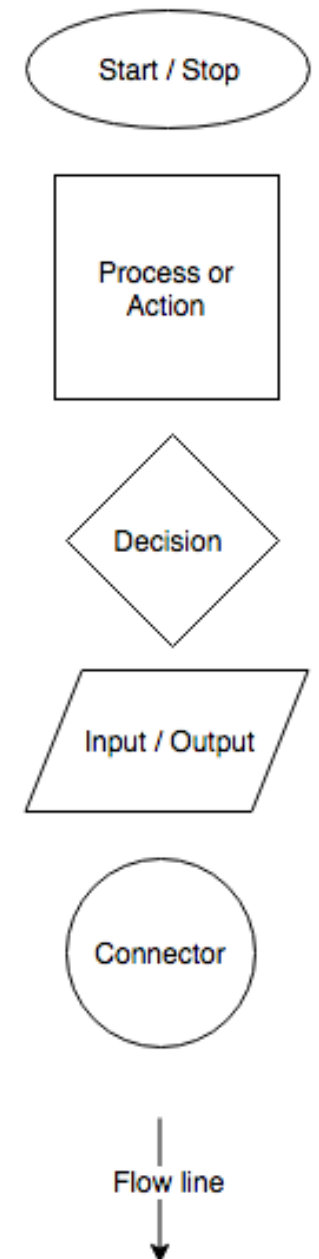 Start / Stop
Process or
Action
Decision
Input / Output
Connector
Flow line